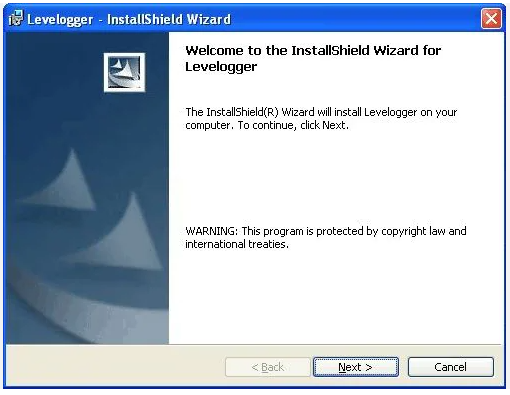 Levelogger - InstallShield Wizard
Welcome to the InstallShield Wizard for
Levelogger
The InstallShield(R) Wizard will install Levelogger on your
computer. To continue, click Next.
WARNING: This program is protected by copyright law and
international treaties.
< Back
Next >
Cancel